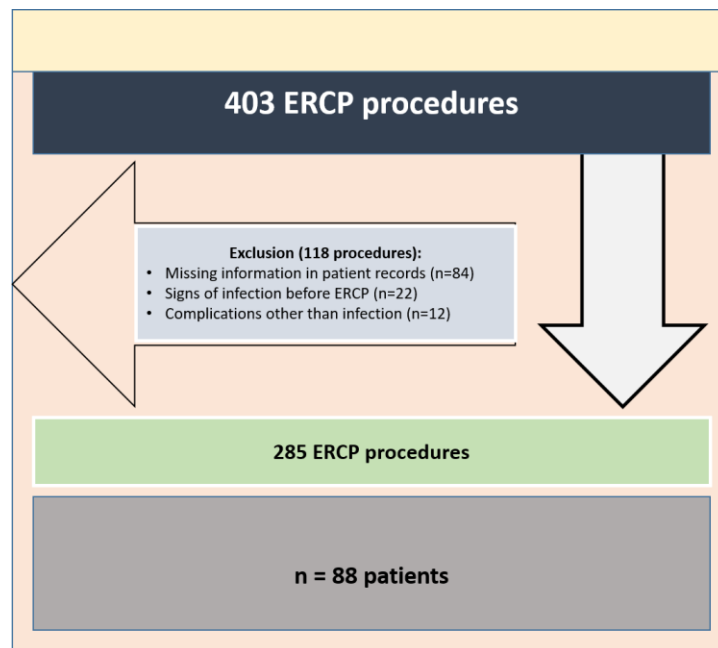 403 ERCP procedures
Exclusion (118 procedures):
• Missing information in patient records (n=84)
• Signs of infection before ERCP (n=22)
• Complications other than infection (n=12)
285 ERCP procedures
n = 88 patients